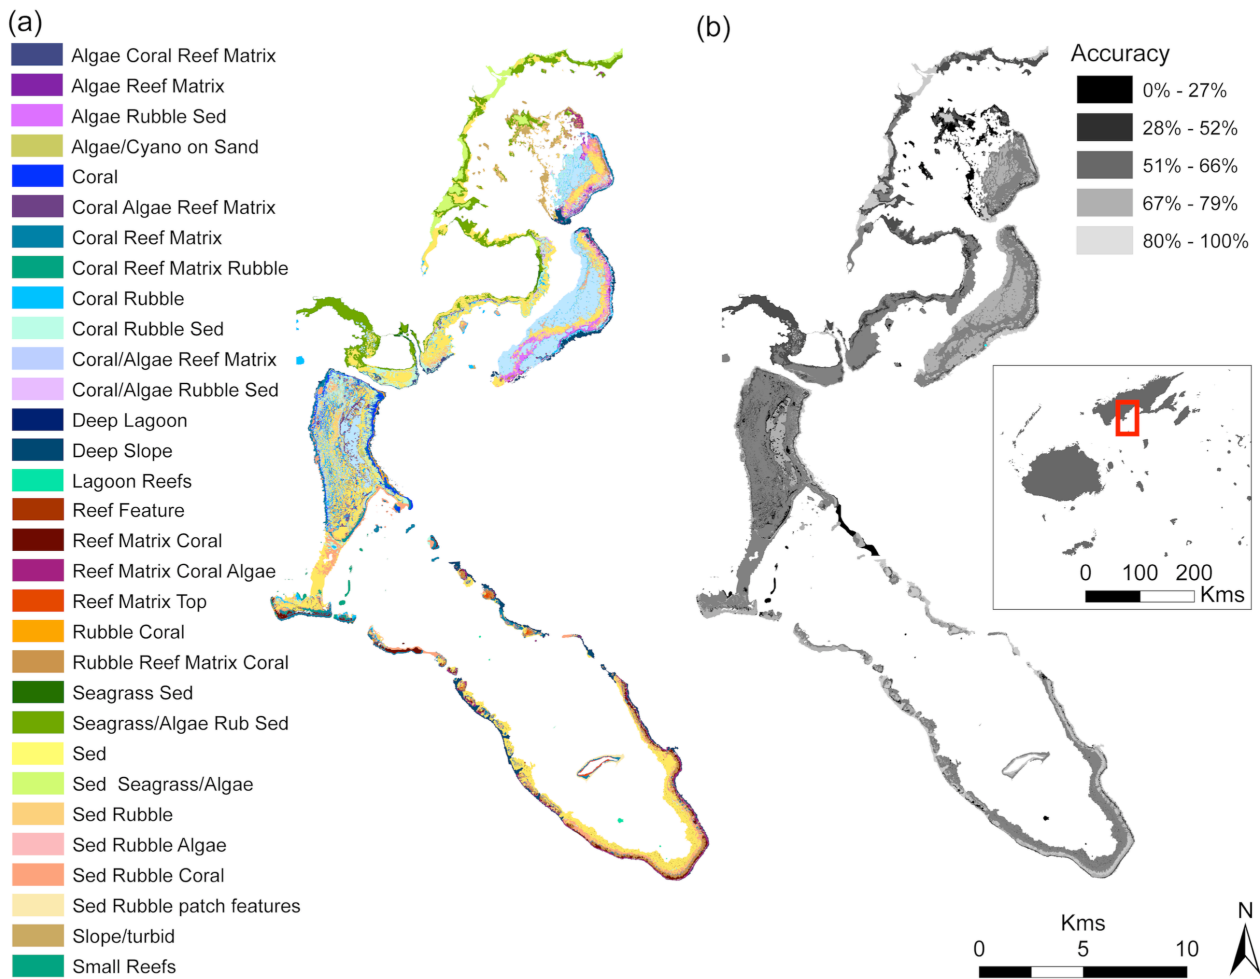 (a)
Algae Coral Reef Matrix
Algae Reef Matrix
Algae Rubble Sed
Algae/Cyano on Sand
Coral
Coral Algae Reef Matrix
Coral Reef Matrix
Coral Reef Matrix Rubble
Coral Rubble
Coral Rubble Sed
Coral/Algae Reef Matrix
Coral/Algae Rubble Sed
Deep Lagoon
Deep Slope
Lagoon Reefs
Reef Feature
Reef Matrix Coral
Reef Matrix Coral Algae
Reef Matrix Top
Rubble Coral
Rubble Reef Matrix Coral
Seagrass Sed
Seagrass/Algae Rub Sed
Sed
Sed Seagrass/Algae
Sed Rubble
Sed Rubble Algae
Sed Rubble Coral
Sed Rubble patch features
Slope/turbid
Small Reefs
(b)
Accuracy
0% - 27%
28% - 52%
51% - 66%
67% - 79%
80% - 100%
0 100 200
Kms
Kms
0 5 10
N